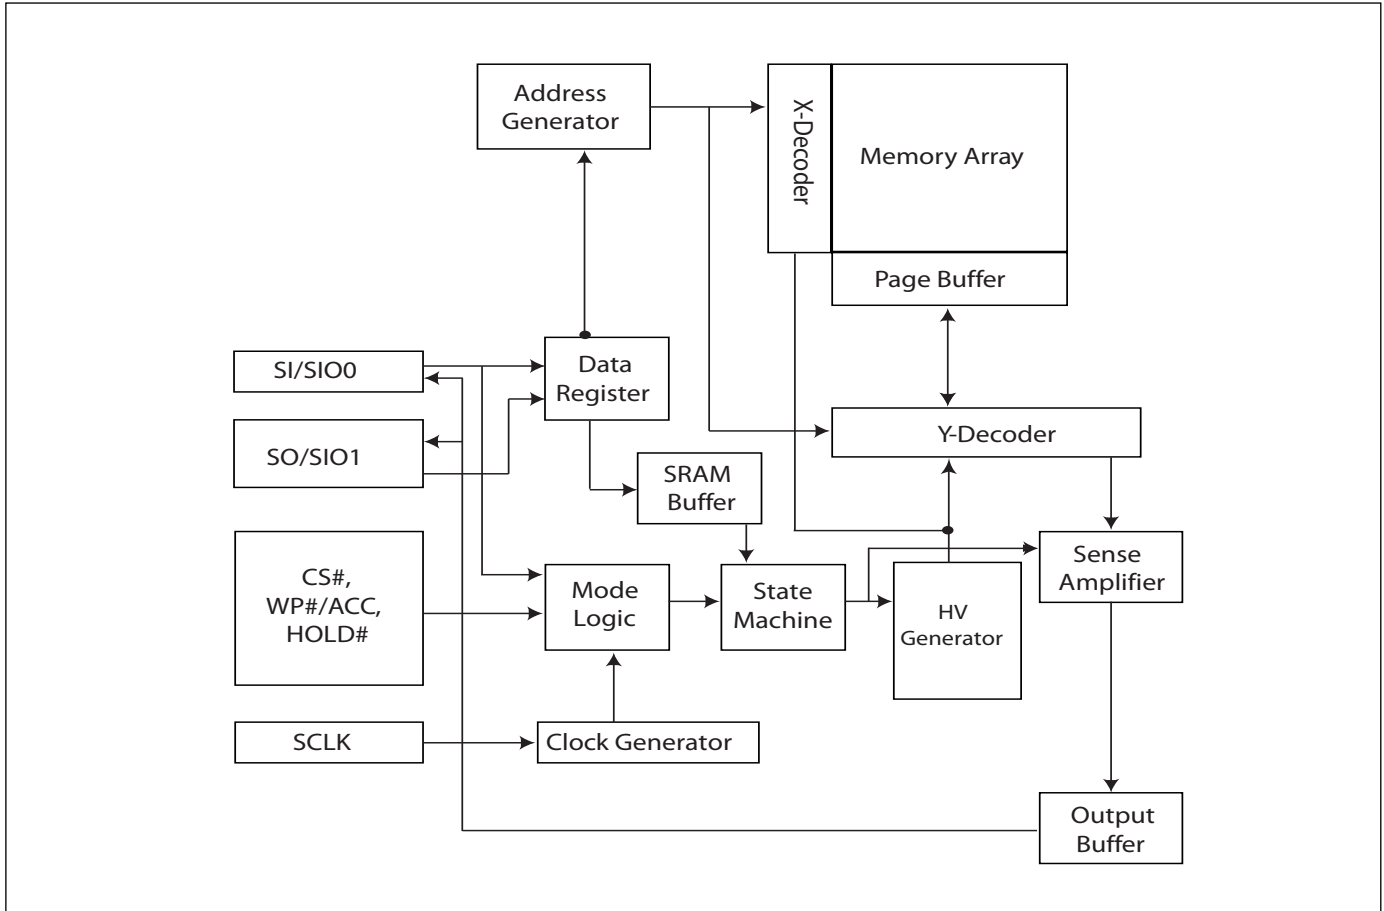 Address
Generator
X-Decoder
Memory Array
Page Buffer
SI/SIO0
Data
Register
SO/SIO1
Y-Decoder
SRAM
Buffer
CS#,
WP#/ACC,
HOLD#
Mode
Logic
State
Machine
HV
Generator
Sense
Amplifier
SCLK
Clock Generator
Output
Buffer